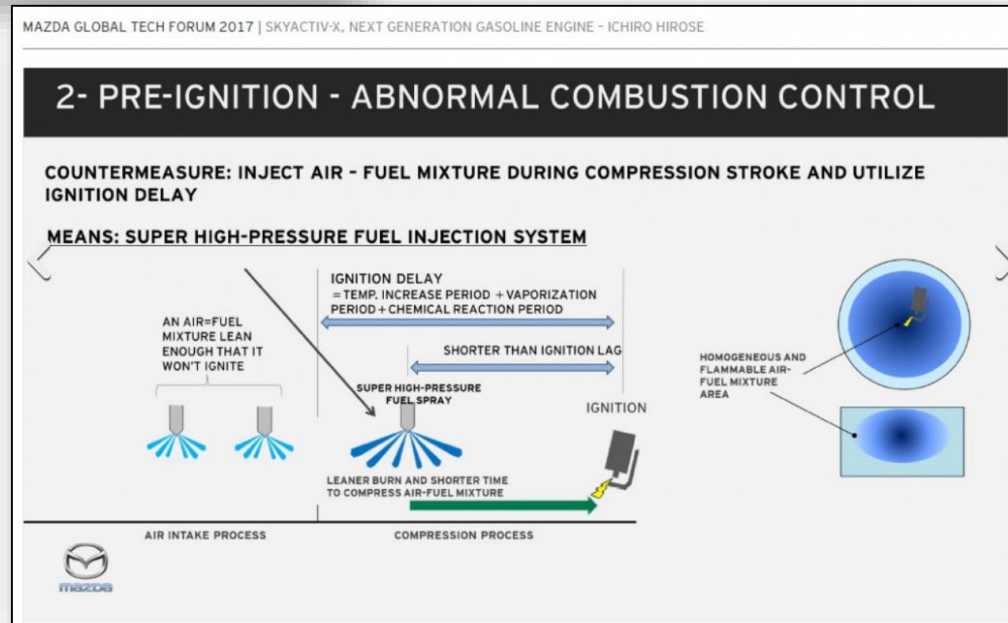 MAZDA GLOBAL TECH FORUM 2017 | SKYACTIV-X, NEXT GENERATION GASOLINE ENGINE - ICHIRO HIROSE
2- PRE-IGNITION - ABNORMAL COMBUSTION CONTROL
COUNTERMEASURE: INJECT AIR - FUEL MIXTURE DURING COMPRESSION STROKE AND UTILIZE
IGNITION DELAY
MEANS: SUPER HIGH-PRESSURE FUEL INJECTION SYSTEM
IGNITION DELAY
=TEMP. INCREASE PERIOD + VAPORIZATION
PERIOD+CHEMICAL REACTION PERIOD
AN AIR=FUEL
MIXTURE LEAN
ENOUGH THAT IT
WON'T IGNITE
SHORTER THAN IGNITION LAG
SUPER HIGH-PRESSURE
FUEL SPRAY
IGNITION
HOMOGENEOUS AND
FLAMMABLE AIR-
FUEL MIXTURE
AREA
LEANER BURN AND SHORTER TIME
TO COMPRESS AIR-FUEL MIXTURE
AIR INTAKE PROCESS
COMPRESSION PROCESS
mazda